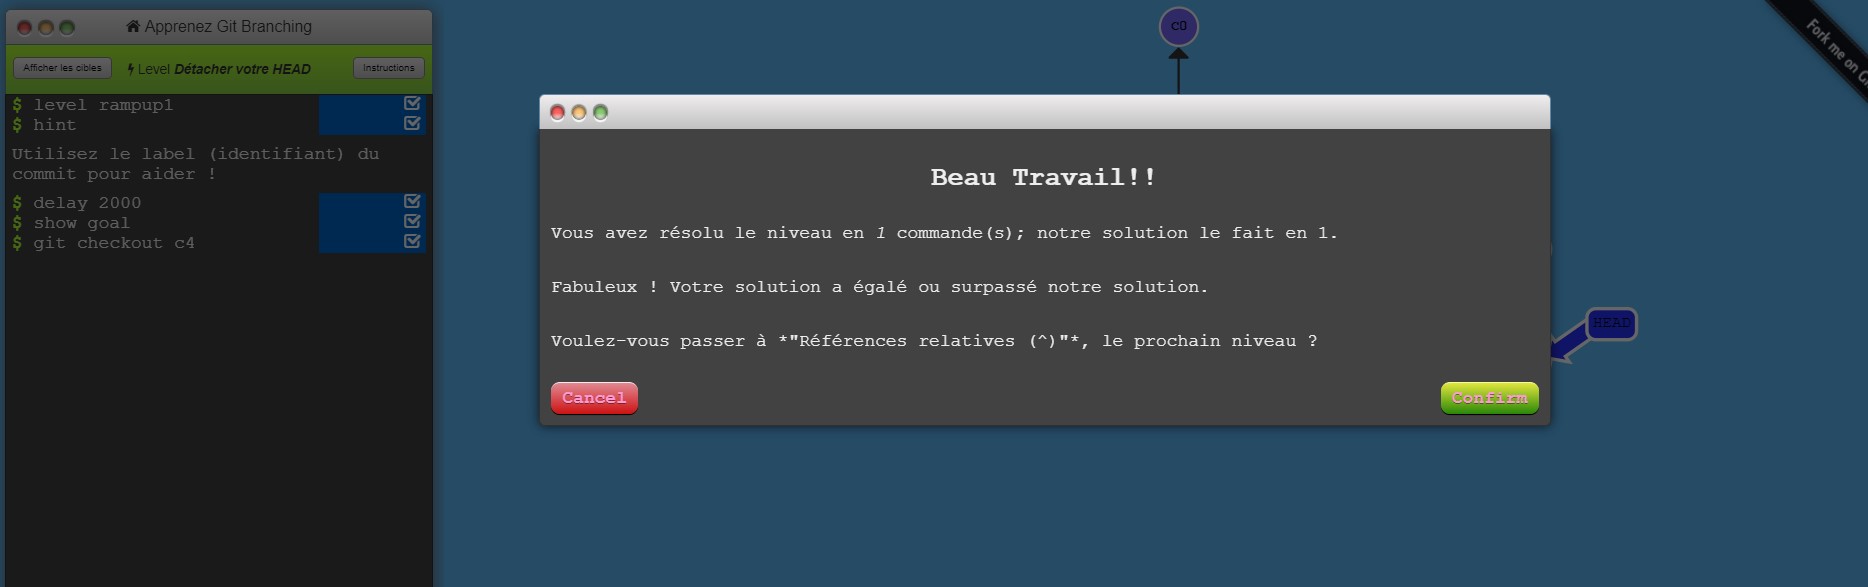 Apprenez Git Branching
Afficher les cibles
Level Détacher votre HEAD
Instructions
$ level rampup1
$ hint
Utilisez le label (identifiant) du
commit pour aider !
$ delay 2000
$ show goal
$ git checkout c4
c0
Fork me on Gi
Beau Travail!!
Vous avez résolu le niveau en 1 commande(s); notre solution le fait en 1.
Fabuleux ! Votre solution a égalé ou surpassé notre solution.
Voulez-vous passer à *"Références relatives (^)"*, le prochain niveau ?
Cancel
Confirm
HEAD